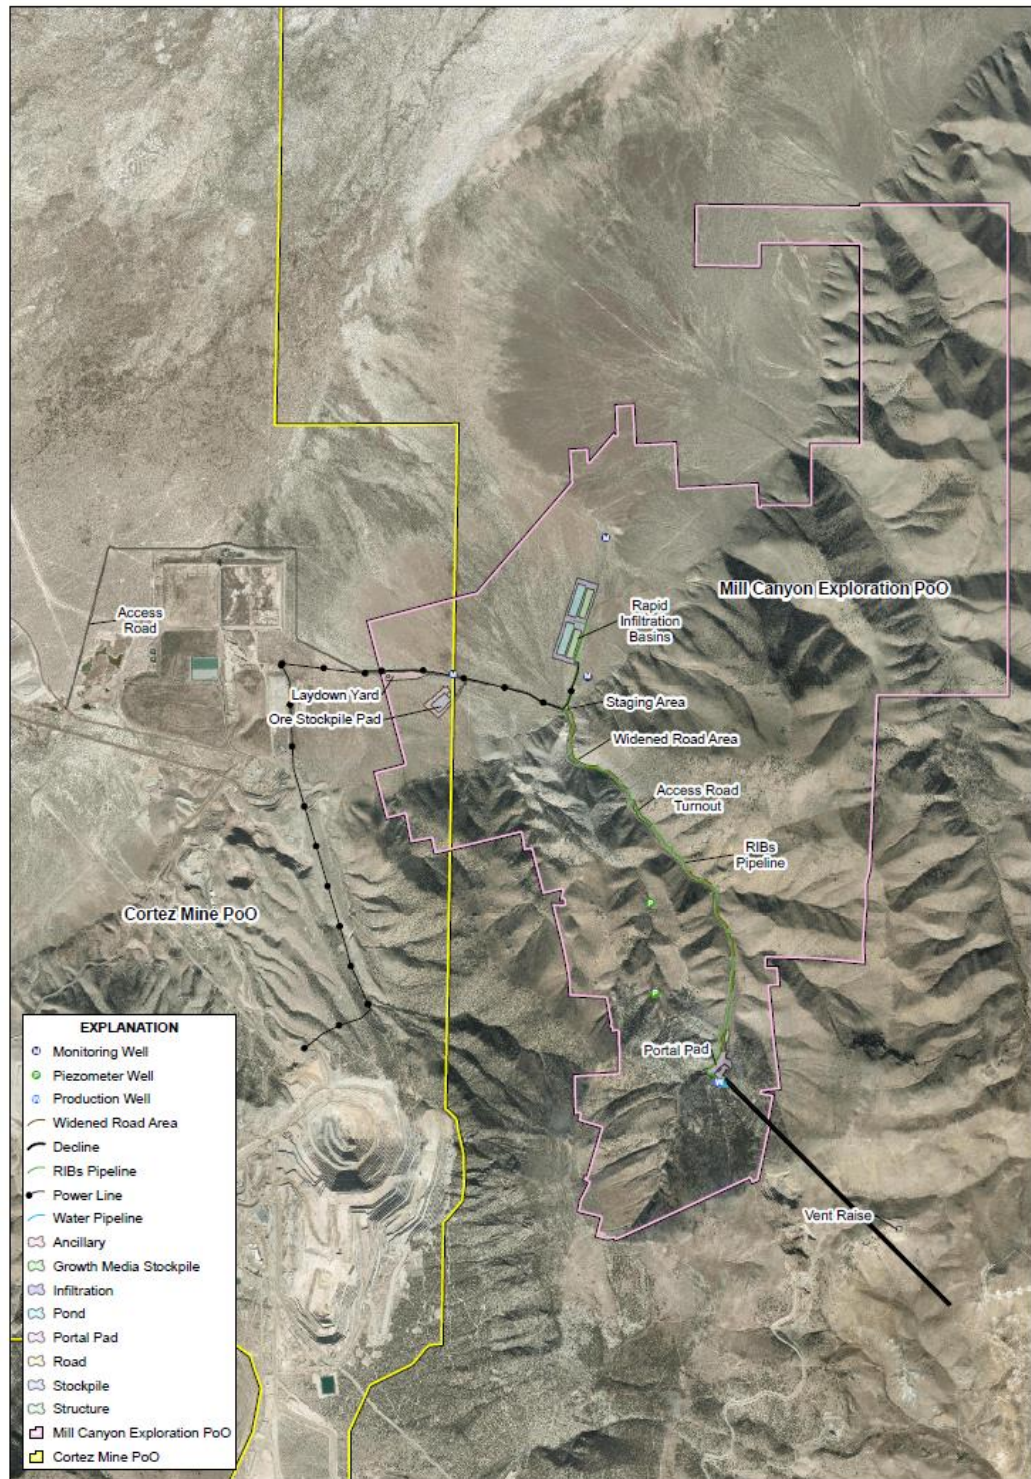 Mill Canyon Exploration PoO
Rapid
Infiltration
Basins
Access
Road
Laydown Yard
Ore Stockpile Pad
Staging Area
Widened Road Area
Access Road
Turnout
RIBs
Pipeline
Cortez Mine PoO
Portal Pad
Vent Raise
M
M
M
P
P
EXPLANATION
M Monitoring Well
P Piezometer Well
Production Well
Widened Road Area
Decline
RIBs Pipeline
Power Line
Water Pipeline
Ancillary
Growth Media Stockpile
Infiltration
Pond
Portal Pad
Road
Stockpile
Structure
Mill Canyon Exploration PoO
Cortez Mine PoO